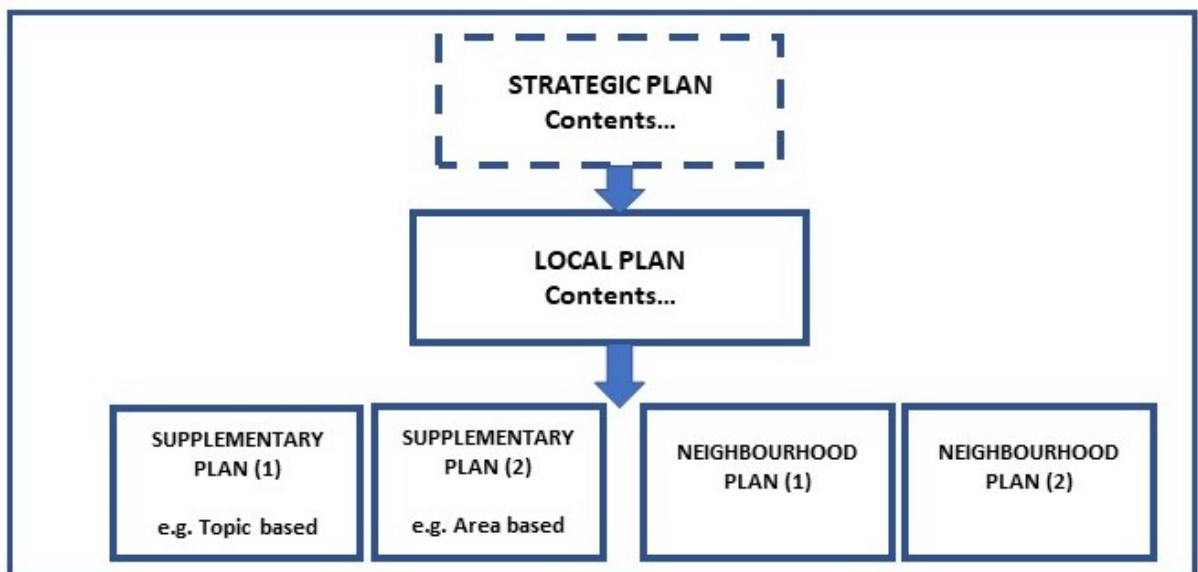 STRATEGIC PLAN
Contents...
LOCAL PLAN
Contents...
SUPPLEMENTARY
PLAN (1)
e.g. Topic based
SUPPLEMENTARY
PLAN (2)
e.g. Area based
NEIGHBOURHOOD
PLAN (1)
NEIGHBOURHOOD
PLAN (2)